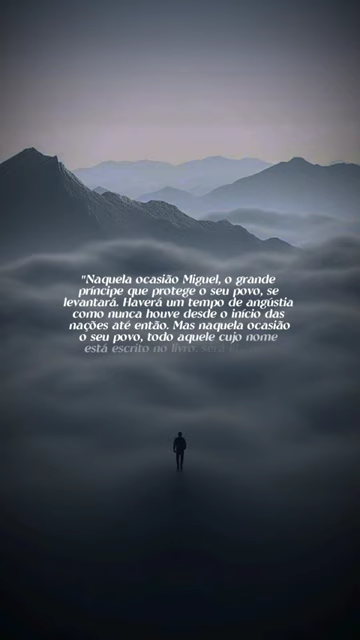 "Naquela ocasião Miguel, o grande
príncipe que protege o seu povo, se
levantará. Haverá um tempo de angústia
como nunca houve desde o início das
nações até então. Mas naquela ocasião
o seu povo, todo aquele cujo nome
está escrito no livro, será